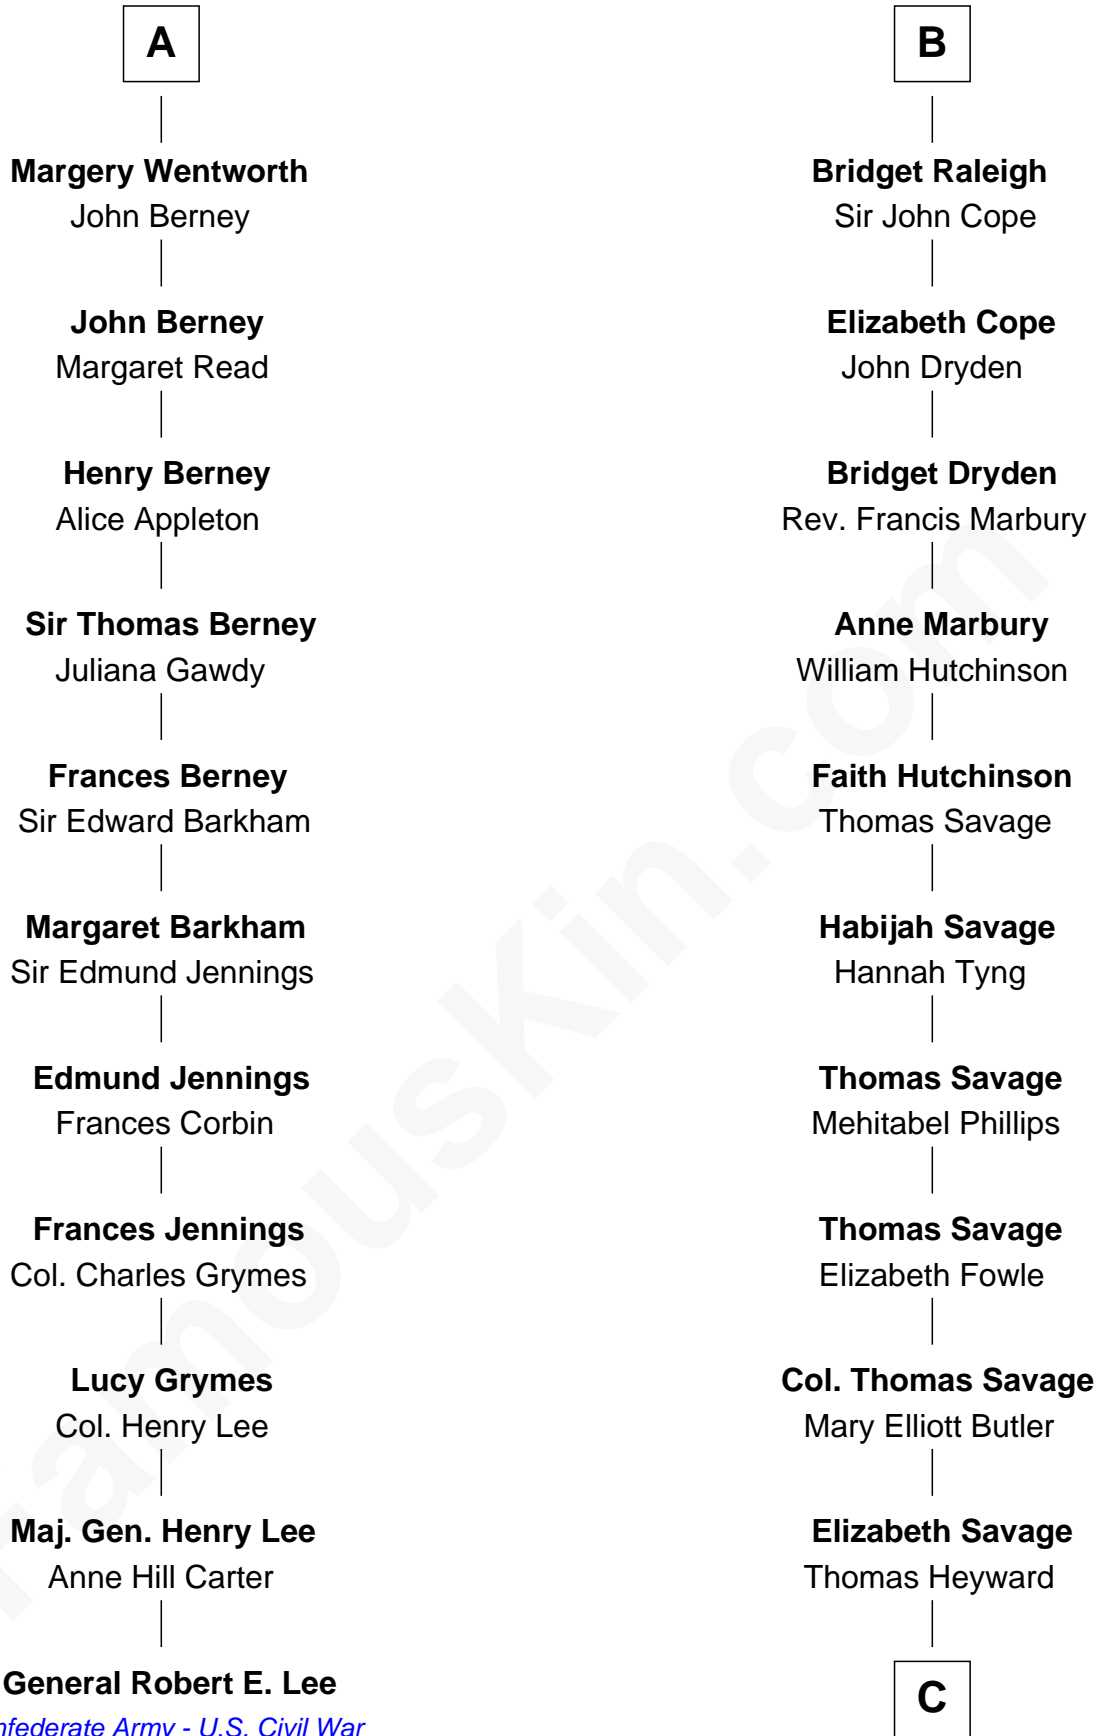 A
Margery Wentworth
John Berney
John Berney
Margaret Read
Henry Berney
Alice Appleton
Sir Thomas Berney
Juliana Gawdy
Frances Berney
Sir Edward Barkham
Margaret Barkham
Sir Edmund Jennings
Edmund Jennings
Frances Corbin
Frances Jennings
Col. Charles Grymes
Lucy Grymes
Col. Henry Lee
Maj. Gen. Henry Lee
Anne Hill Carter
General Robert E. Lee
nfederate Army - U.S. Civil War
B
Bridget Raleigh
Sir John Cope
Elizabeth Cope
John Dryden
Bridget Dryden
Rev. Francis Marbury
Anne Marbury
William Hutchinson
Faith Hutchinson
Thomas Savage
Habijah Savage
Hannah Tyng
Thomas Savage
Mehitabel Phillips
Thomas Savage
Elizabeth Fowle
Col. Thomas Savage
Mary Elliott Butler
Elizabeth Savage
Thomas Heyward
C
FamousKin.com